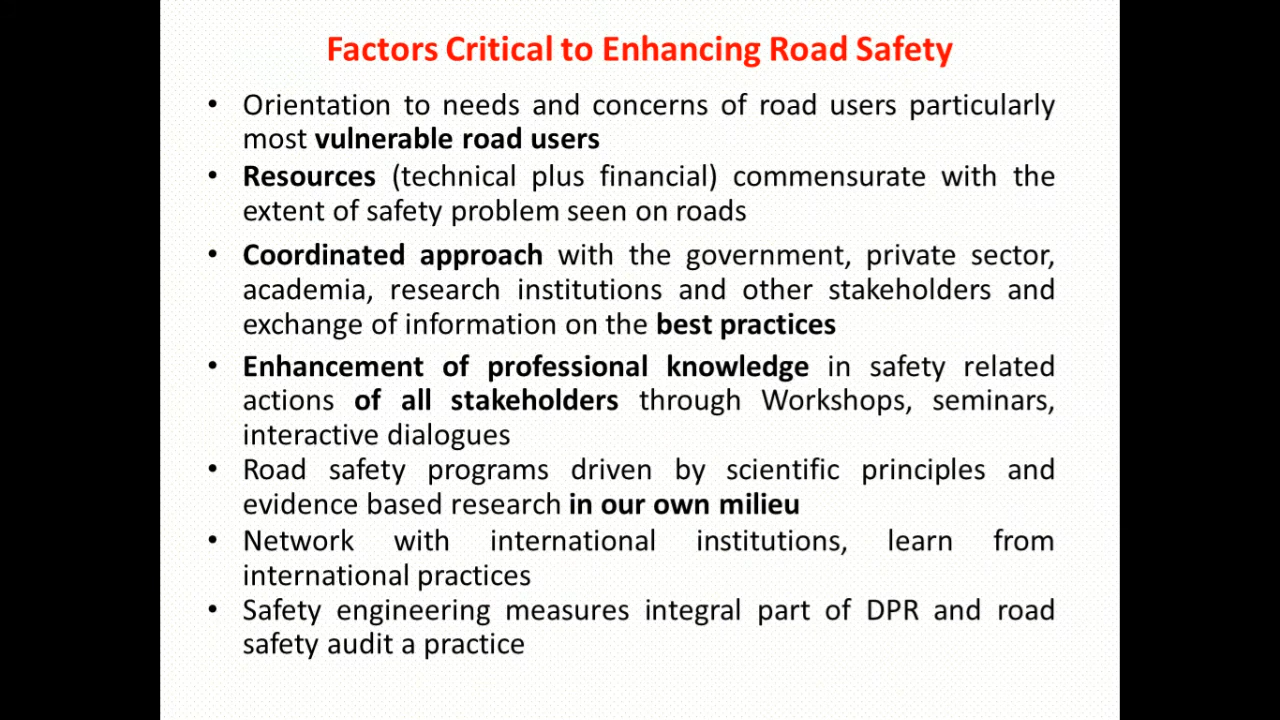 Factors Critical to Enhancing Road Safety
• Orientation to needs and concerns of road users particularly
most vulnerable road users
• Resources (technical plus financial) commensurate with the
extent of safety problem seen on roads
• Coordinated approach with the government, private sector,
academia, research institutions and other stakeholders and
exchange of information on the best practices
• Enhancement of professional knowledge in safety related
actions of all stakeholders through Workshops, seminars,
interactive dialogues
• Road safety programs driven by scientific principles and
evidence based research in our own milieu
• Network with international institutions, learn from
international practices
• Safety engineering measures integral part of DPR and road
safety audit a practice